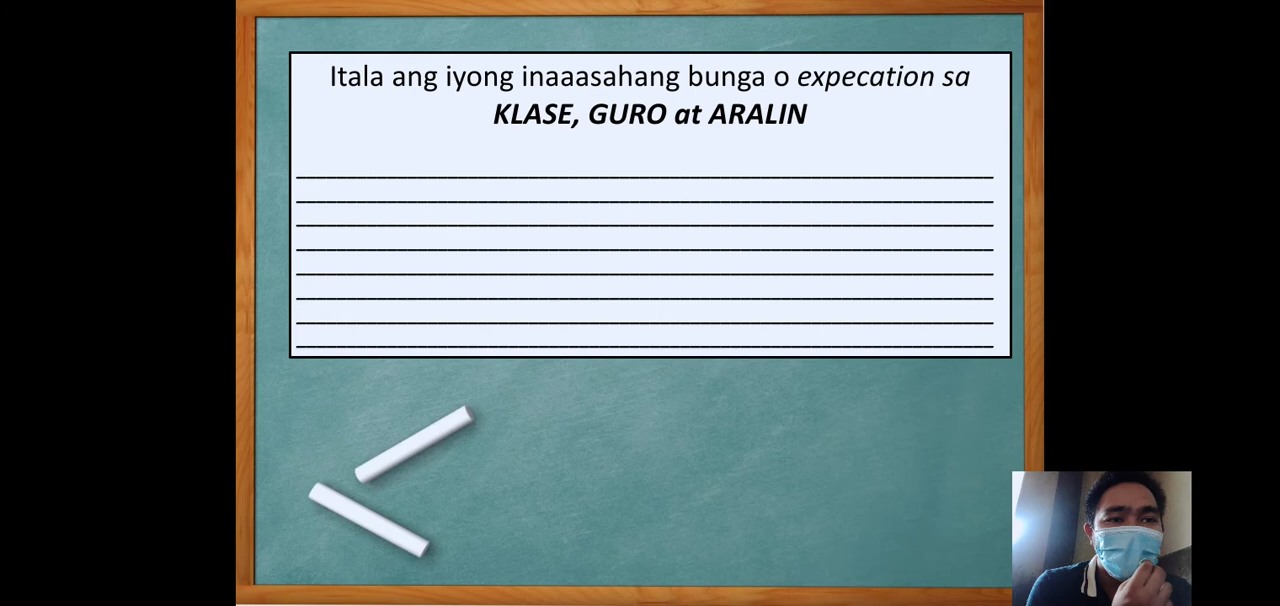 Itala ang iyong inaaasahang bunga o expecation sa
KLASE, GURO at ARALIN